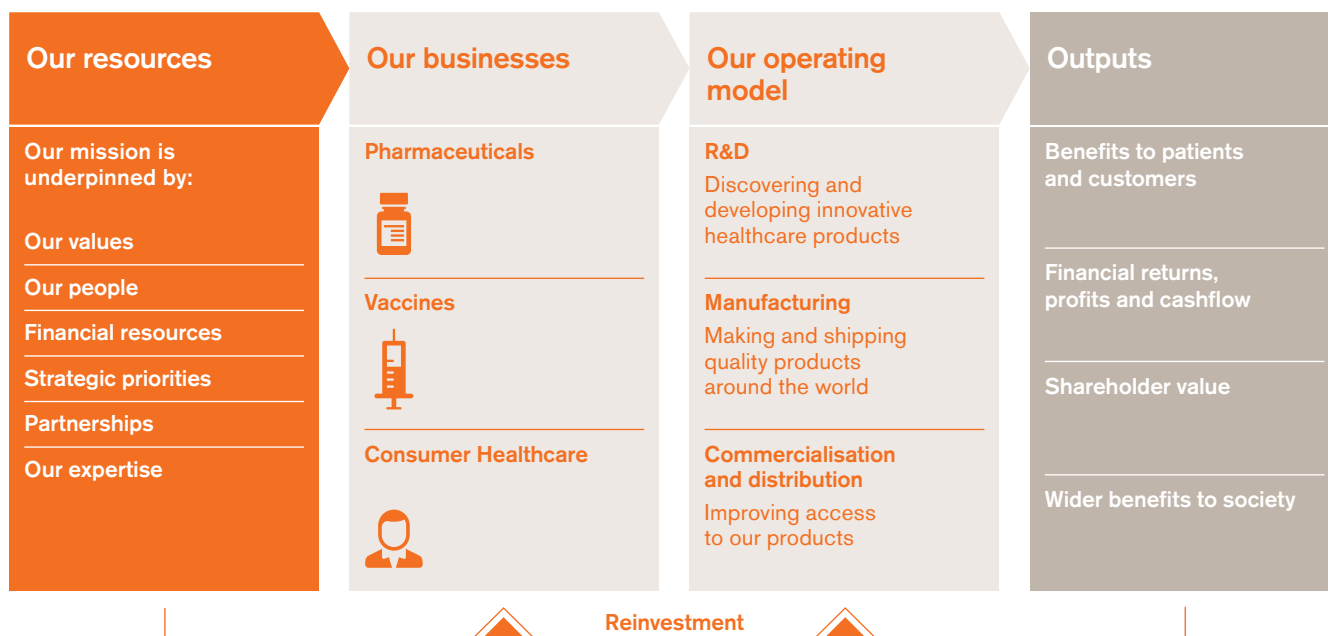 Our resources
Our mission is
underpinned by:
Our values
Our people
Financial resources
Strategic priorities
Partnerships
Our expertise
Our businesses
Pharmaceuticals
Vaccines
Consumer Healthcare
Our operating
model
R&D
Discovering and
developing innovative
healthcare products
Manufacturing
Making and shipping
quality products
around the world
Commercialisation
and distribution
Improving access
to our products
Outputs
Benefits to patients
and customers
Financial returns,
profits and cashflow
Shareholder value
Wider benefits to society
Reinvestment